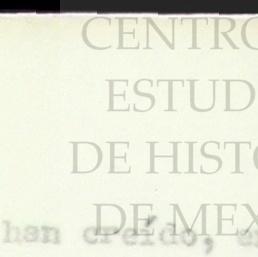 CENTRO
ESTUD
DE HISTO
DE MEX
han creído, e